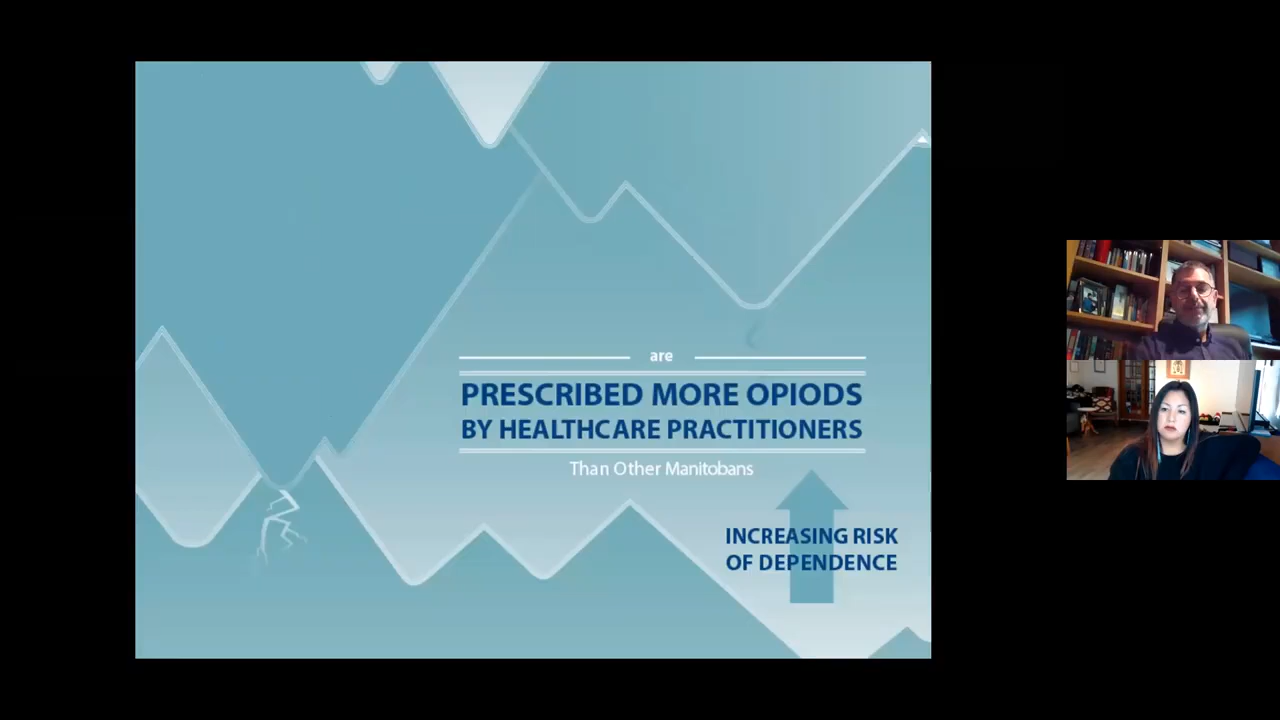 are
PRESCRIBED MORE OPIODS
BY HEALTHCARE PRACTITIONERS
Than Other Manitobans
INCREASING RISK
OF DEPENDENCE